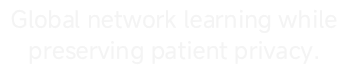 Global network learning while
preserving patient privacy.